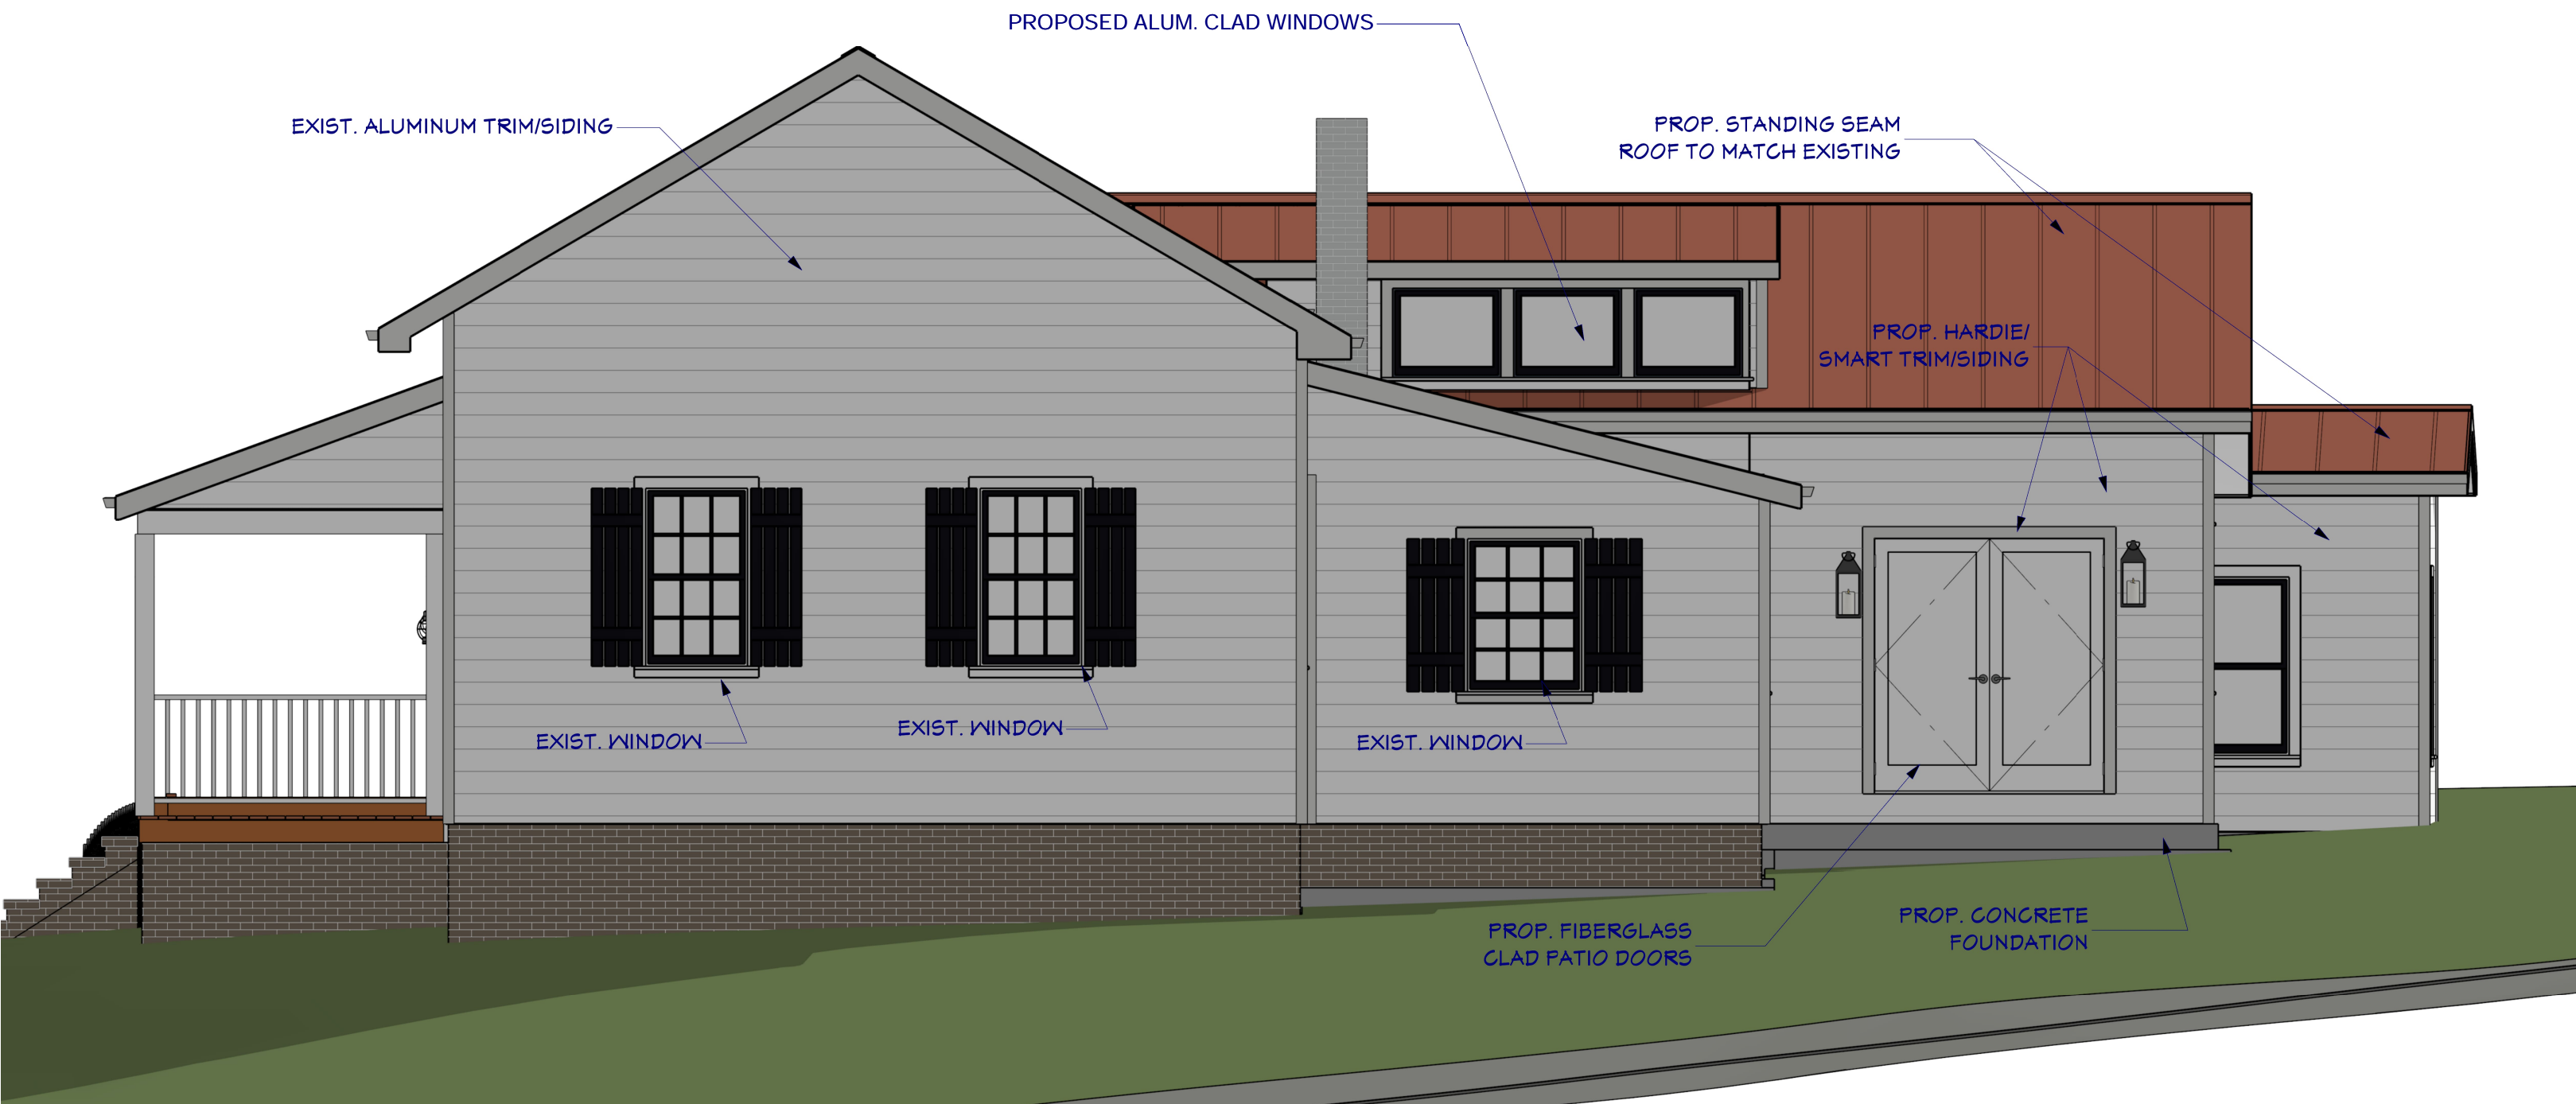 PROPOSED ALUM. CLAD WINDOWS
EXIST. ALUMINUM TRIM/SIDING
PROP. STANDING SEAM
ROOF TO MATCH EXISTING
PROP. HARDIE/
SMART TRIM/SIDING
EXIST. WINDOW
EXIST. WINDOW
EXIST. WINDOW
PROP. FIBERGLASS
CLAD PATIO DOORS
PROP. CONCRETE
FOUNDATION